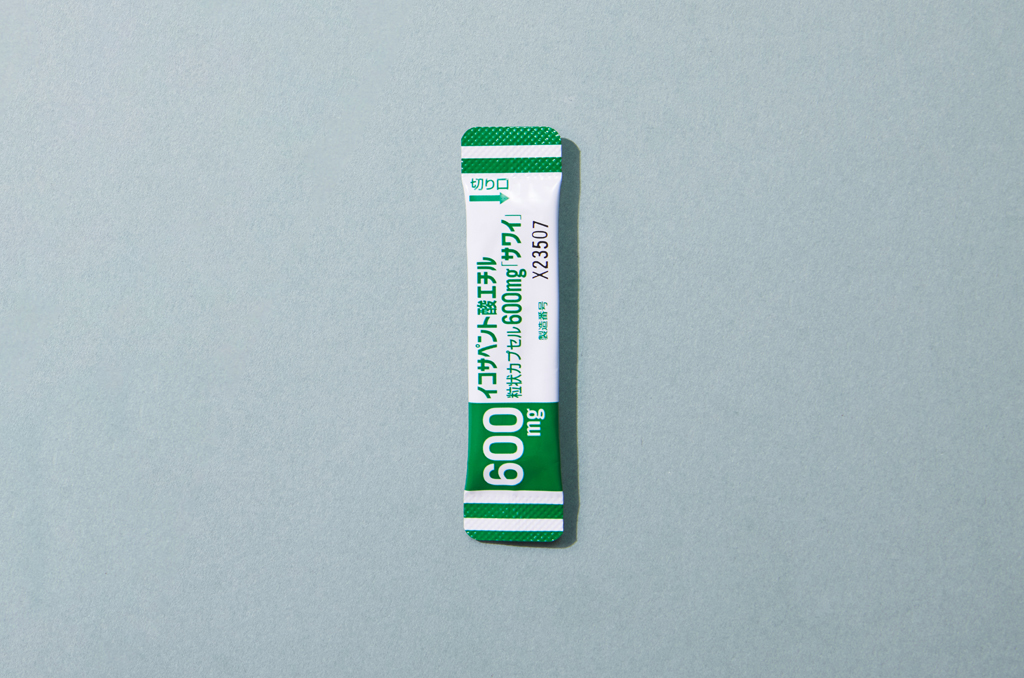 切り口
イコサペント酸エチル
粒状カプセル600mg「サワイ」
製造番号 X23507
600mg